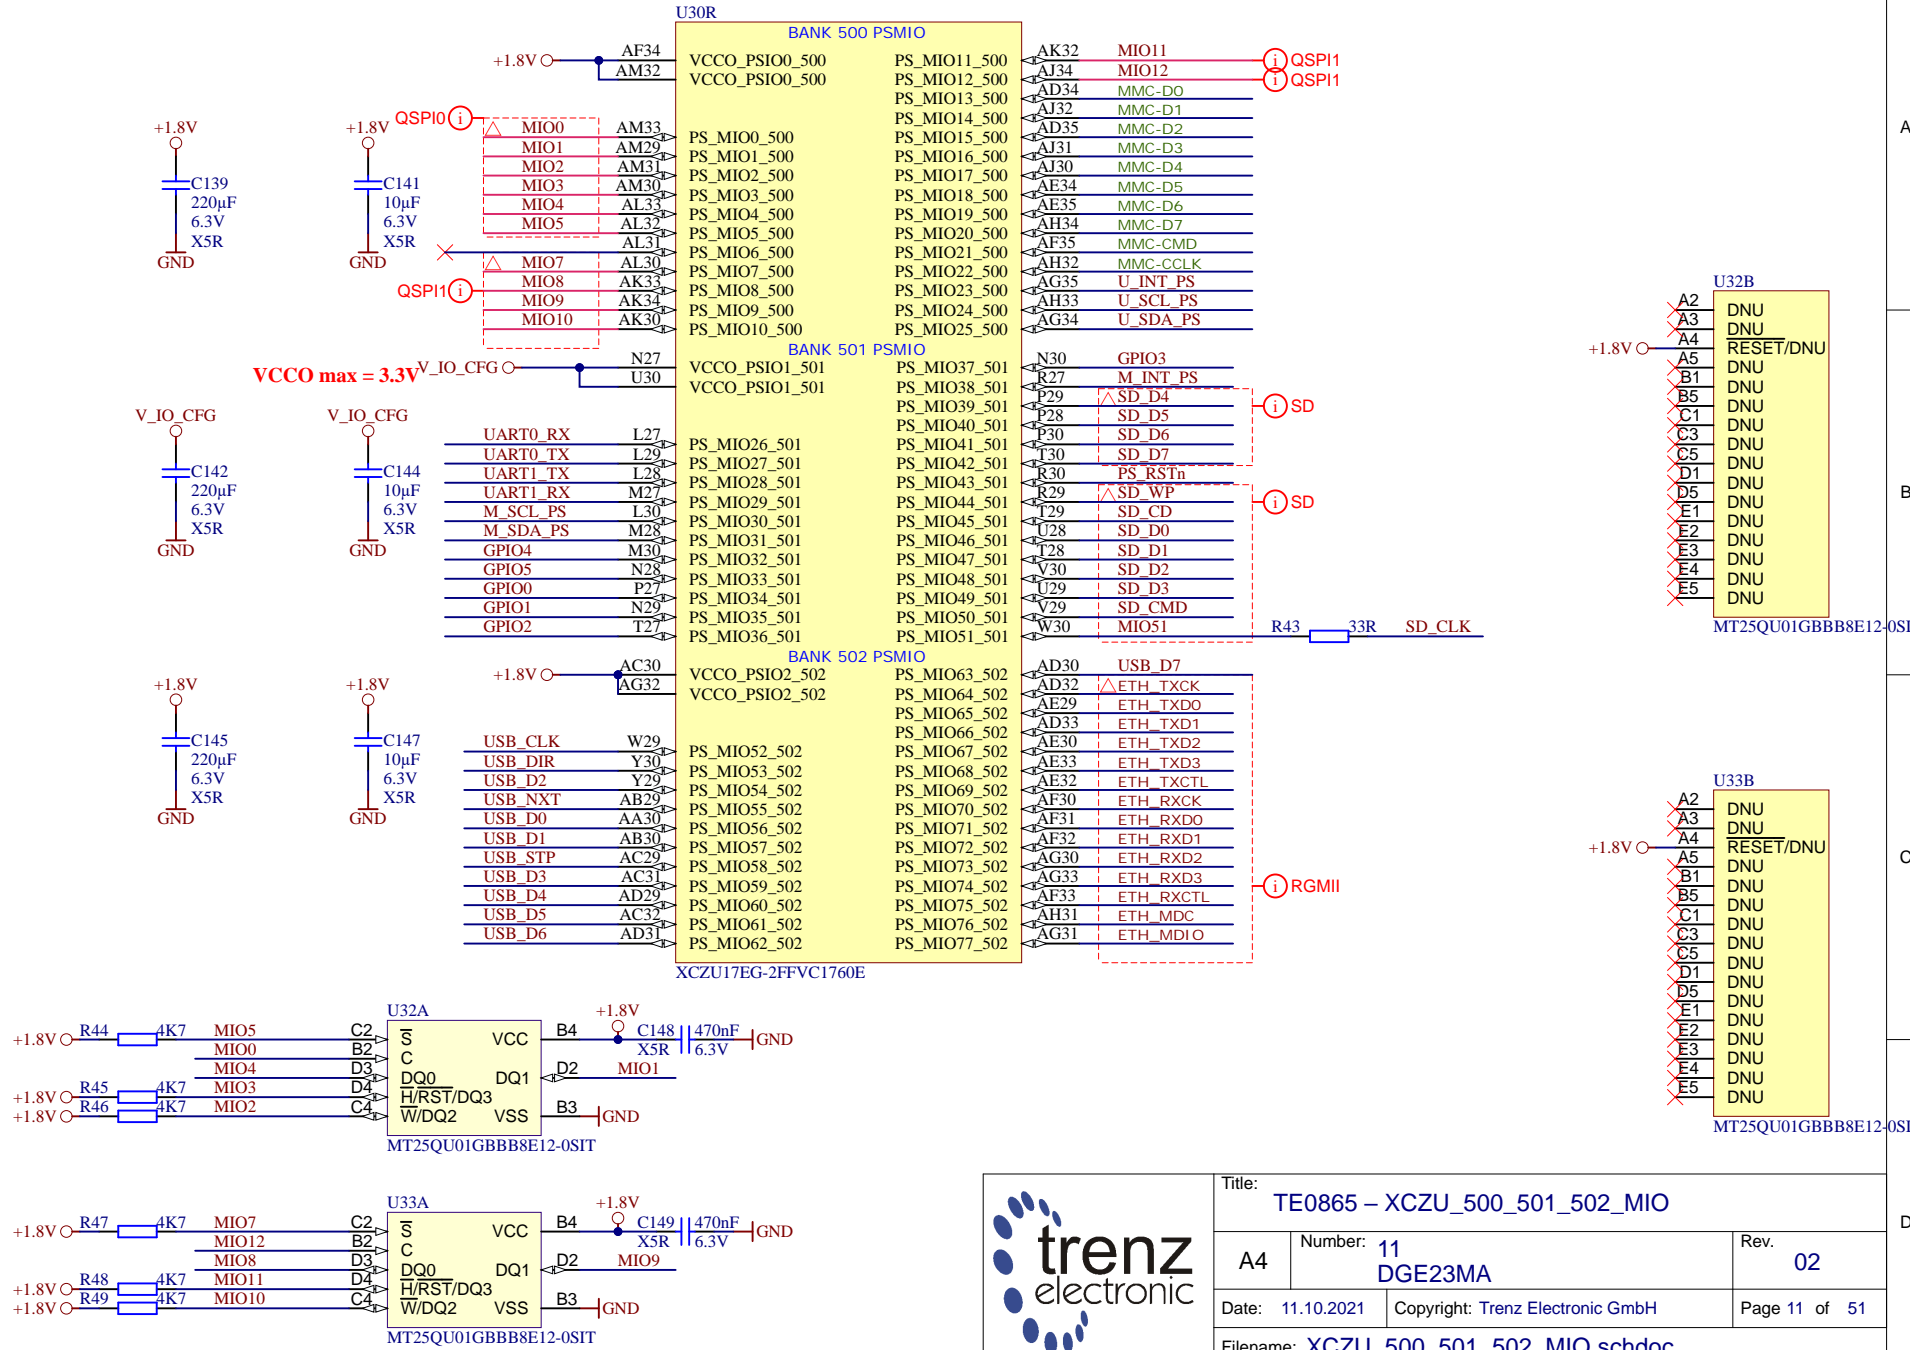 U30R
BANK 500 PSMIO
+1.8V AF34 VCCO_PSIO0_500 PS_MIO11_500 AK32 MIO11 i QSPI1
AM32 VCCO_PSIO0_500 PS_MIO12_500 AJ34 MIO12 i QSPI1
PS_MIO13_500 AD34 MMC-D0
QSPI0 i PS_MIO14_500 AJ32 MMC-D1
MIO0 AM33 PS_MIO0_500 PS_MIO15_500 AD35 MMC-D2
MIO1 AM29 PS_MIO1_500 PS_MIO16_500 AJ31 MMC-D3
MIO2 AM31 PS_MIO2_500 PS_MIO17_500 AJ30 MMC-D4
MIO3 AM30 PS_MIO3_500 PS_MIO18_500 AE34 MMC-D5
MIO4 AL33 PS_MIO4_500 PS_MIO19_500 AE35 MMC-D6
MIO5 AL32 PS_MIO5_500 PS_MIO20_500 AH34 MMC-D7
AL31 PS_MIO6_500 PS_MIO21_500 AF35 MMC-CMD
MIO7 AL30 PS_MIO7_500 PS_MIO22_500 AH32 MMC-CCLK
QSPI1 i MIO8 AK33 PS_MIO8_500 PS_MIO23_500 AG35 U_INT_PS
MIO9 AK34 PS_MIO9_500 PS_MIO24_500 AH33 U_SCL_PS
MIO10 AK30 PS_MIO10_500 PS_MIO25_500 AG34 U_SDA_PS
BANK 501 PSMIO
VCCO max = 3.3V V_IO_CFG N27 VCCO_PSIO1_501 PS_MIO37_501 N30 GPIO3
U30 VCCO_PSIO1_501 PS_MIO38_501 R27 M_INT_PS
PS_MIO39_501 P29 SD_D4 i SD
PS_MIO40_501 P28 SD_D5
UART0_RX L27 PS_MIO26_501 PS_MIO41_501 P30 SD_D6
UART0_TX L29 PS_MIO27_501 PS_MIO42_501 T30 SD_D7
UART1_TX L28 PS_MIO28_501 PS_MIO43_501 R30 PS_RSTn
UART1_RX M27 PS_MIO29_501 PS_MIO44_501 R29 SD_WP i SD
M_SCL_PS L30 PS_MIO30_501 PS_MIO45_501 T29 SD_CD
M_SDA_PS M28 PS_MIO31_501 PS_MIO46_501 U28 SD_D0
GPIO4 M30 PS_MIO32_501 PS_MIO47_501 T28 SD_D1
GPIO5 N28 PS_MIO33_501 PS_MIO48_501 V30 SD_D2
GPIO0 P27 PS_MIO34_501 PS_MIO49_501 U29 SD_D3
GPIO1 N29 PS_MIO35_501 PS_MIO50_501 V29 SD_CMD
GPIO2 T27 PS_MIO36_501 PS_MIO51_501 W30 MIO51 R43 33R SD_CLK
BANK 502 PSMIO
+1.8V AC30 VCCO_PSIO2_502 PS_MIO63_502 AD30 USB_D7
AG32 VCCO_PSIO2_502 PS_MIO64_502 AD32 ETH_TXCK
PS_MIO65_502 AE29 ETH_TXD0
PS_MIO66_502 AD33 ETH_TXD1
USB_CLK W29 PS_MIO52_502 PS_MIO67_502 AE30 ETH_TXD2
USB_DIR Y30 PS_MIO53_502 PS_MIO68_502 AE33 ETH_TXD3
USB_D2 Y29 PS_MIO54_502 PS_MIO69_502 AE32 ETH_TXCTL
USB_NXT AB29 PS_MIO55_502 PS_MIO70_502 AF30 ETH_RXCK
USB_D0 AA30 PS_MIO56_502 PS_MIO71_502 AF31 ETH_RXD0
USB_D1 AB30 PS_MIO57_502 PS_MIO72_502 AF32 ETH_RXD1
USB_STP AC29 PS_MIO58_502 PS_MIO73_502 AG30 ETH_RXD2
USB_D3 AC31 PS_MIO59_502 PS_MIO74_502 AG33 ETH_RXD3 i RGMII
USB_D4 AD29 PS_MIO60_502 PS_MIO75_502 AF33 ETH_RXCTL
USB_D5 AC32 PS_MIO61_502 PS_MIO76_502 AH31 ETH_MDC
USB_D6 AD31 PS_MIO62_502 PS_MIO77_502 AG31 ETH_MDIO
XCZU17EG-2FFVC1760E
+1.8V +1.8V
C139 C141
220µF 10µF
6.3V 6.3V
X5R X5R
GND GND
V_IO_CFG V_IO_CFG
C142 C144
220µF 10µF
6.3V 6.3V
X5R X5R
GND GND
+1.8V +1.8V
C145 C147
220µF 10µF
6.3V 6.3V
X5R X5R
GND GND
U32B
A2 DNU
A3 DNU
+1.8V A4 RESET/DNU
A5 DNU
B1 DNU
B5 DNU
C1 DNU
C3 DNU
C5 DNU
D1 DNU
D5 DNU
E1 DNU
E2 DNU
E3 DNU
E4 DNU
E5 DNU
MT25QU01GBBB8E12-0SI
U33B
A2 DNU
A3 DNU
+1.8V A4 RESET/DNU
A5 DNU
B1 DNU
B5 DNU
C1 DNU
C3 DNU
C5 DNU
D1 DNU
D5 DNU
E1 DNU
E2 DNU
E3 DNU
E4 DNU
E5 DNU
MT25QU01GBBB8E12-0SI
A
B
C
D
U32A +1.8V
+1.8V R44 4K7 MIO5 C2 S VCC B4 C148 470nF GND
X5R 6.3V
MIO0 B2 C
MIO4 D3 DQ0 DQ1 D2 MIO1
+1.8V R45 4K7 MIO3 D4 H/RST/DQ3
+1.8V R46 4K7 MIO2 C4 W/DQ2 VSS B3 GND
MT25QU01GBBB8E12-0SIT
U33A +1.8V
+1.8V R47 4K7 MIO7 C2 S VCC B4 C149 470nF GND
X5R 6.3V
MIO12 B2 C
MIO8 D3 DQ0 DQ1 D2 MIO9
+1.8V R48 4K7 MIO11 D4 H/RST/DQ3
+1.8V R49 4K7 MIO10 C4 W/DQ2 VSS B3 GND
MT25QU01GBBB8E12-0SIT
trenz
electronic
Title:
TE0865 – XCZU_500_501_502_MIO
A4 Number: 11 Rev.
DGE23MA 02
Date: 11.10.2021 Copyright: Trenz Electronic GmbH Page 11 of 51
Filename: XCZU_500_501_502_MIO.schdoc